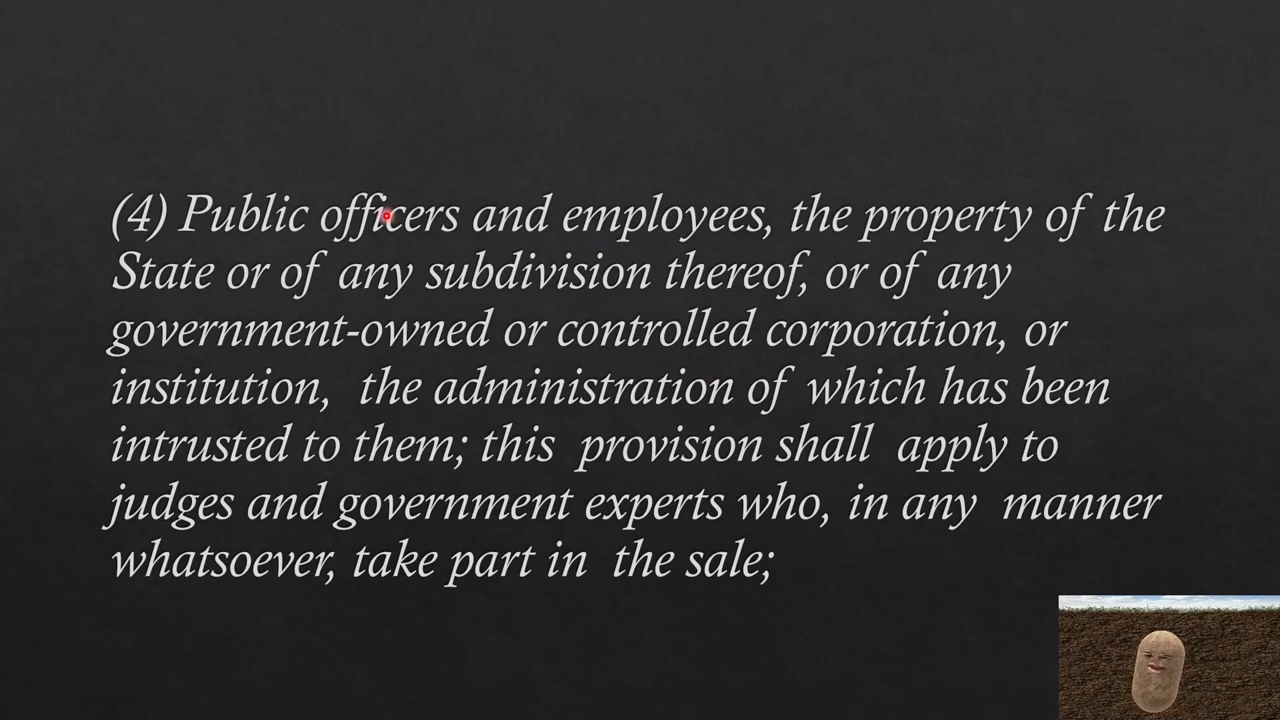 (4) Public officers and employees, the property of the
State or of any subdivision thereof, or of any
government-owned or controlled corporation, or
institution, the administration of which has been
intrusted to them; this provision shall apply to
judges and government experts who, in any manner
whatsoever, take part in the sale;